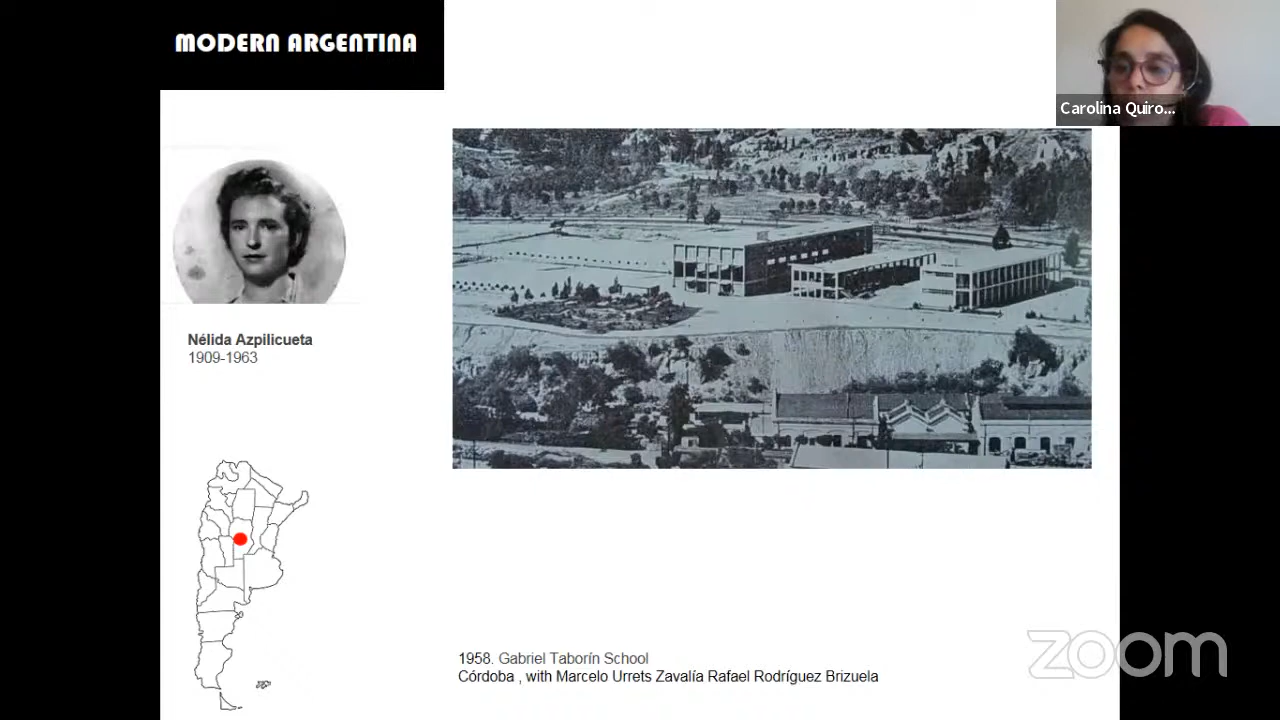 MODERN ARGENTINA
Carolina Quiro...
Nélida Azpilicueta
1909-1963
1958. Gabriel Taborín School
Córdoba , with Marcelo Urrets Zavalía Rafael Rodríguez Brizuela
zoom